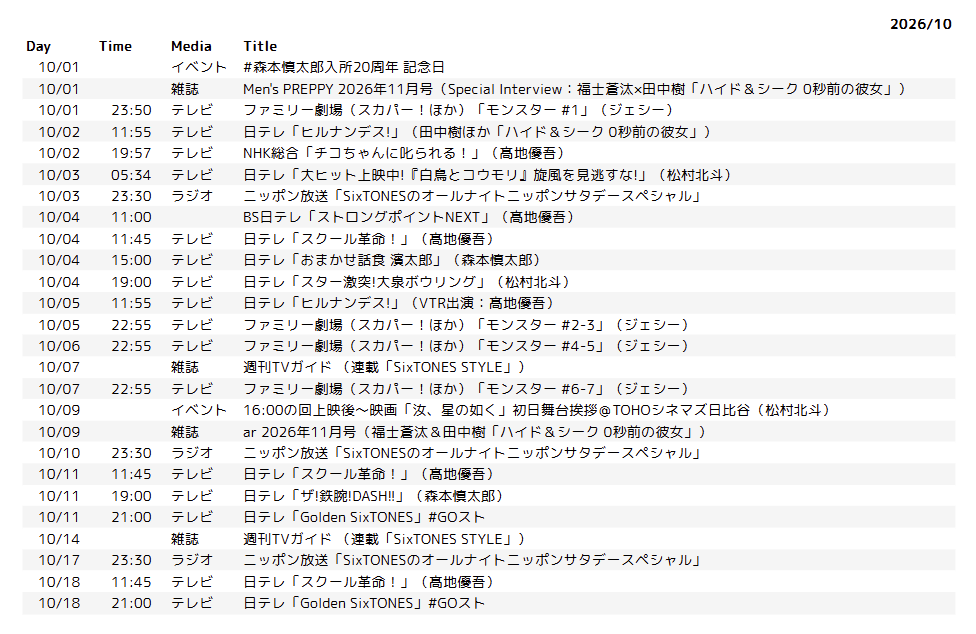 2026/10
Day Time Media Title
10/01 イベント #森本慎太郎入所20周年 記念日
10/01 雑誌 Men's PREPPY 2026年11月号（Special Interview：福士蒼汰×田中樹「ハイド＆シーク 0秒前の彼女」）
10/01 23:50 テレビ ファミリー劇場（スカパー！ほか）「モンスター #1」（ジェシー）
10/02 11:55 テレビ 日テレ「ヒルナンデス!」（田中樹ほか「ハイド＆シーク 0秒前の彼女」）
10/02 19:57 テレビ NHK総合「チコちゃんに叱られる！」（髙地優吾）
10/03 05:34 テレビ 日テレ「大ヒット上映中!『白鳥とコウモリ』旋風を見逃すな!」（松村北斗）
10/03 23:30 ラジオ ニッポン放送「SixTONESのオールナイトニッポンサタデースペシャル」
10/04 11:00 BS日テレ「ストロングポイントNEXT」（髙地優吾）
10/04 11:45 テレビ 日テレ「スクール革命！」（髙地優吾）
10/04 15:00 テレビ 日テレ「おまかせ話食 濱太郎」（森本慎太郎）
10/04 19:00 テレビ 日テレ「スター激突!大泉ボウリング」（松村北斗）
10/05 11:55 テレビ 日テレ「ヒルナンデス!」（VTR出演：髙地優吾）
10/05 22:55 テレビ ファミリー劇場（スカパー！ほか）「モンスター #2-3」（ジェシー）
10/06 22:55 テレビ ファミリー劇場（スカパー！ほか）「モンスター #4-5」（ジェシー）
10/07 雑誌 週刊TVガイド （連載「SixTONES STYLE」）
10/07 22:55 テレビ ファミリー劇場（スカパー！ほか）「モンスター #6-7」（ジェシー）
10/09 イベント 16:00の回上映後～映画「汝、星の如く」初日舞台挨拶@TOHOシネマズ日比谷（松村北斗）
10/09 雑誌 ar 2026年11月号（福士蒼汰＆田中樹「ハイド＆シーク 0秒前の彼女」）
10/10 23:30 ラジオ ニッポン放送「SixTONESのオールナイトニッポンサタデースペシャル」
10/11 11:45 テレビ 日テレ「スクール革命！」（髙地優吾）
10/11 19:00 テレビ 日テレ「ザ!鉄腕!DASH!!」（森本慎太郎）
10/11 21:00 テレビ 日テレ「Golden SixTONES」#GOスト
10/14 雑誌 週刊TVガイド （連載「SixTONES STYLE」）
10/17 23:30 ラジオ ニッポン放送「SixTONESのオールナイトニッポンサタデースペシャル」
10/18 11:45 テレビ 日テレ「スクール革命！」（髙地優吾）
10/18 21:00 テレビ 日テレ「Golden SixTONES」#GOスト